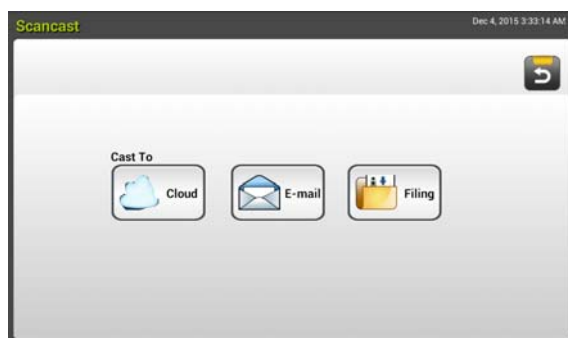 Scancast
Dec 4, 2015 3:33:14 AM
Cast To
Cloud
E-mail
Filing